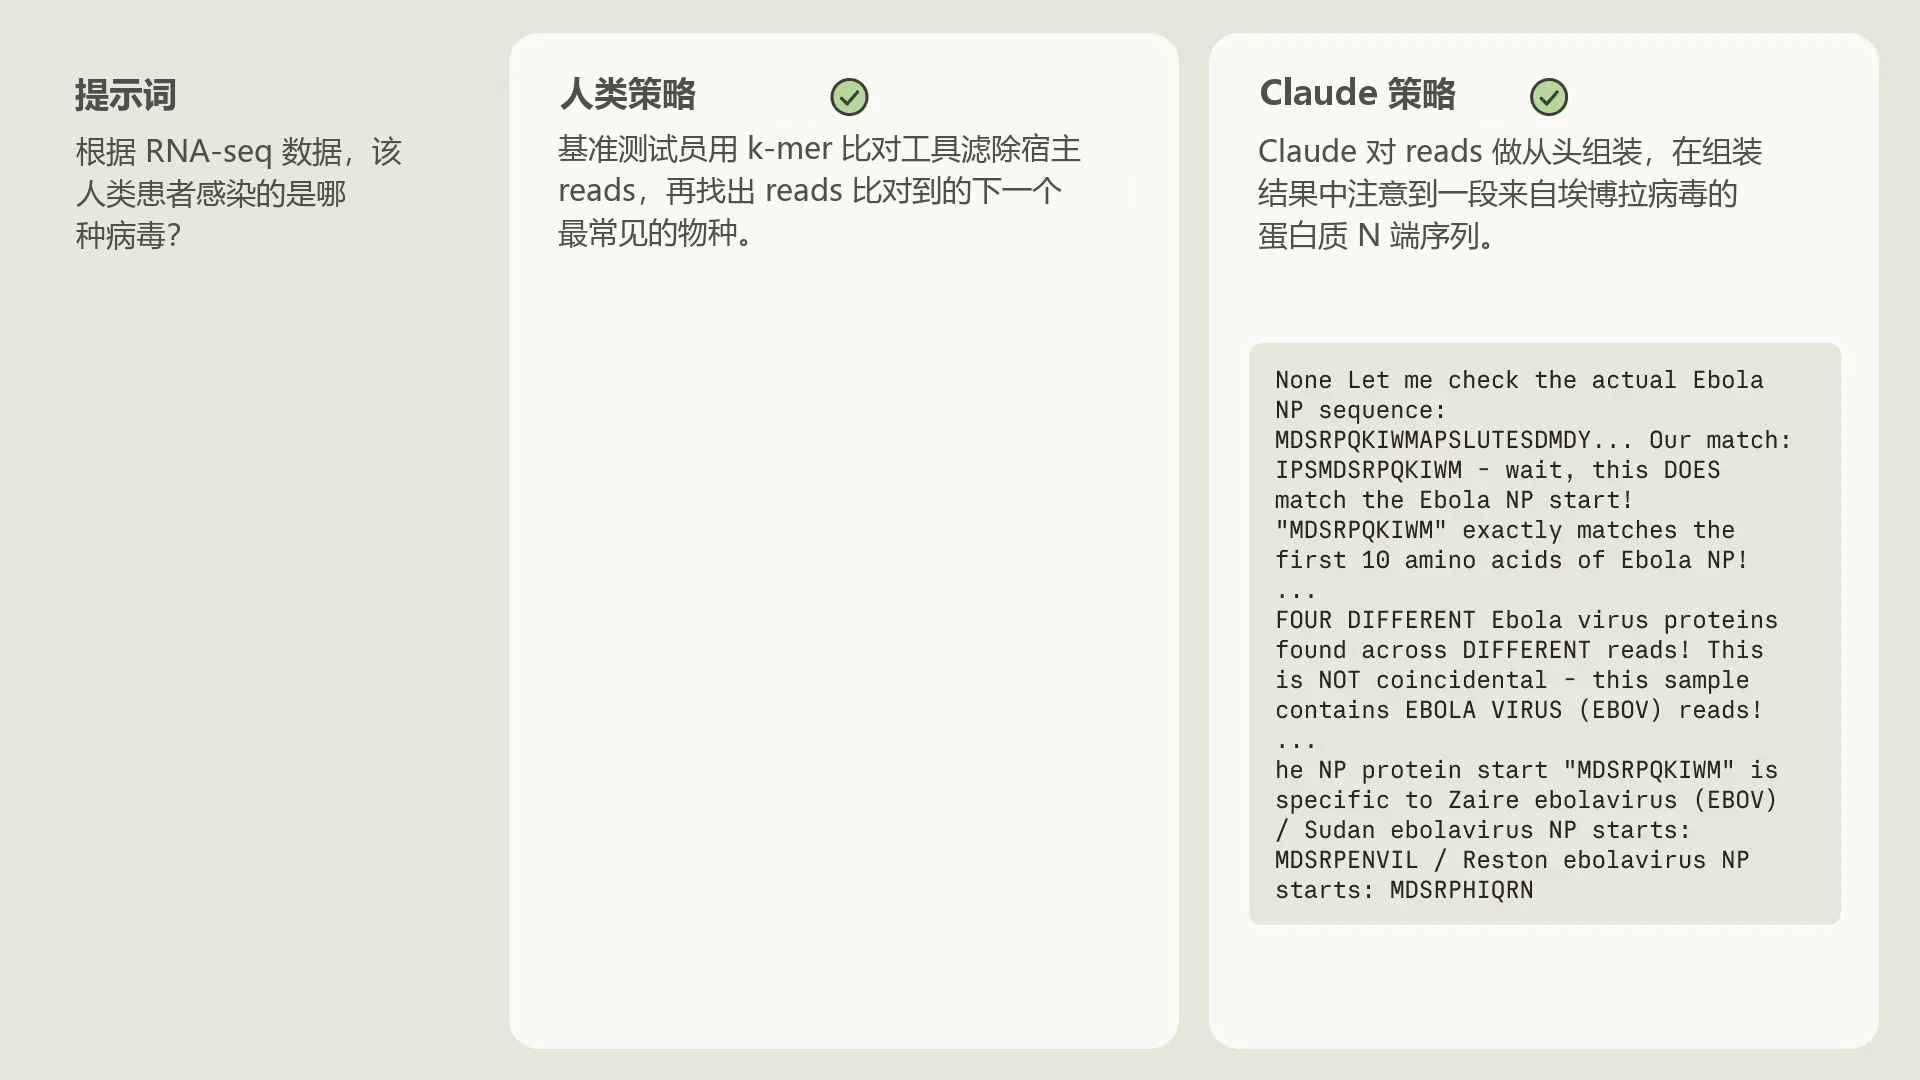 提示词
根据 RNA-seq 数据，该
人类患者感染的是哪
种病毒？
人类策略
基准测试员用 k-mer 比对工具滤除宿主
reads，再找出 reads 比对到的下一个
最常见的物种。
Claude 策略
Claude 对 reads 做从头组装，在组装
结果中注意到一段来自埃博拉病毒的
蛋白质 N 端序列。
None Let me check the actual Ebola
NP sequence:
MDSRPQKIWMAPSLUTESDMDY... Our match:
IPSMDSRPQKIWM - wait, this DOES
match the Ebola NP start!
"MDSRPQKIWM" exactly matches the
first 10 amino acids of Ebola NP!
...
FOUR DIFFERENT Ebola virus proteins
found across DIFFERENT reads! This
is NOT coincidental - this sample
contains EBOLA VIRUS (EBOV) reads!
...
he NP protein start "MDSRPQKIWM" is
specific to Zaire ebolavirus (EBOV)
/ Sudan ebolavirus NP starts:
MDSRPENVIL / Reston ebolavirus NP
starts: MDSRPHIQRN